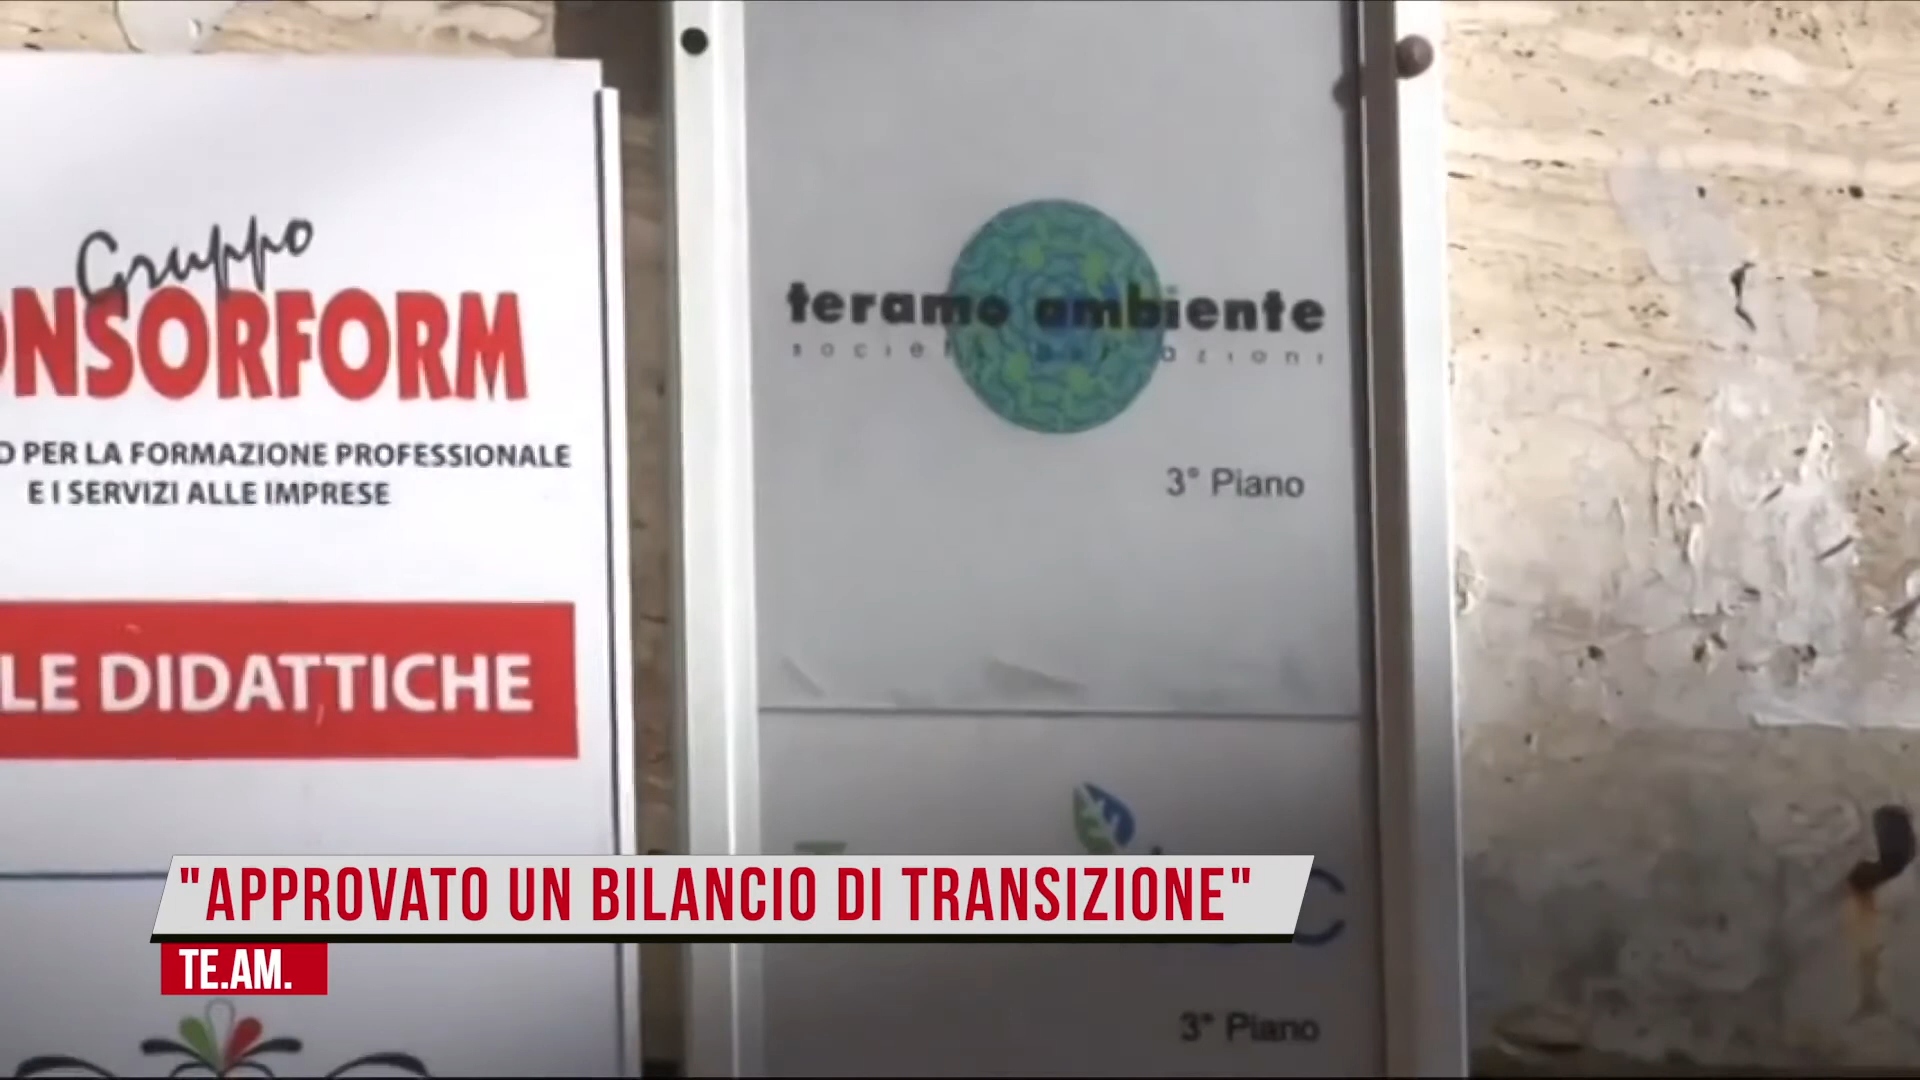 Gruppo
ONSORFORM
O PER LA FORMAZIONE PROFESSIONALE
E I SERVIZI ALLE IMPRESE
LE DIDATTICHE
teramo ambiente
3° Piano
C
3° Piano
"APPROVATO UN BILANCIO DI TRANSIZIONE"
TE.AM.